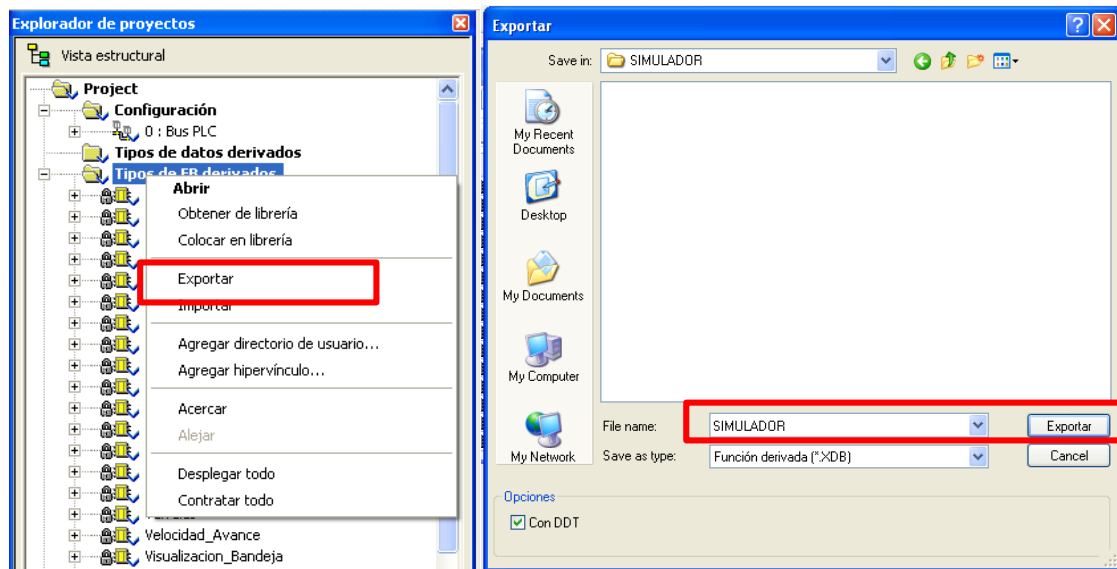 Explorador de proyectos
Vista estructural
Project
Configuración
0 : Bus PLC
Tipos de datos derivados
Tipos de FB derivados
Abrir
Obtener de librería
Colocar en librería
Exportar
Importar
Agregar directorio de usuario...
Agregar hipervínculo...
Acercar
Alejar
Desplegar todo
Contratar todo
Velocidad_Avance
Visualizacion_Bandeja
Exportar
Save in: SIMULADOR
My Recent
Documents
Desktop
My Documents
My Computer
My Network
File name: SIMULADOR Exportar
Save as type: Función derivada (*.XDB) Cancel
Opciones
Con DDT